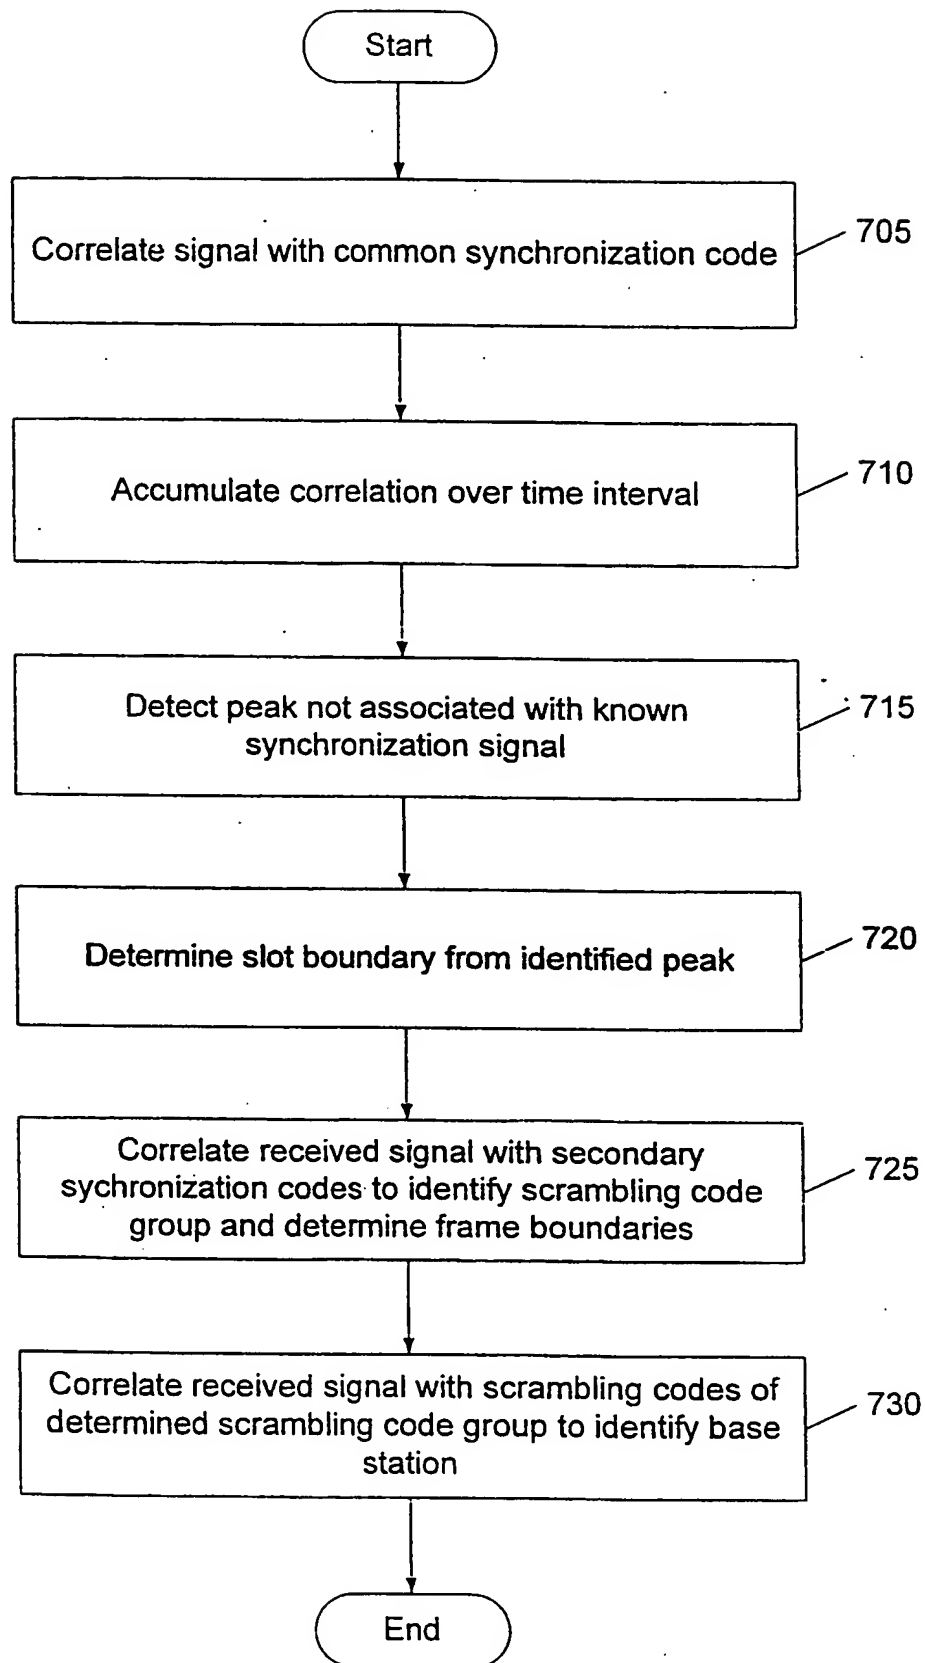 Start
Correlate signal with common synchronization code
705
Accumulate correlation over time interval
710
Detect peak not associated with known
synchronization signal
715
Determine slot boundary from identified peak
720
Correlate received signal with secondary
sychronization codes to identify scrambling code
group and determine frame boundaries
725
Correlate received signal with scrambling codes of
determined scrambling code group to identify base
station
730
End